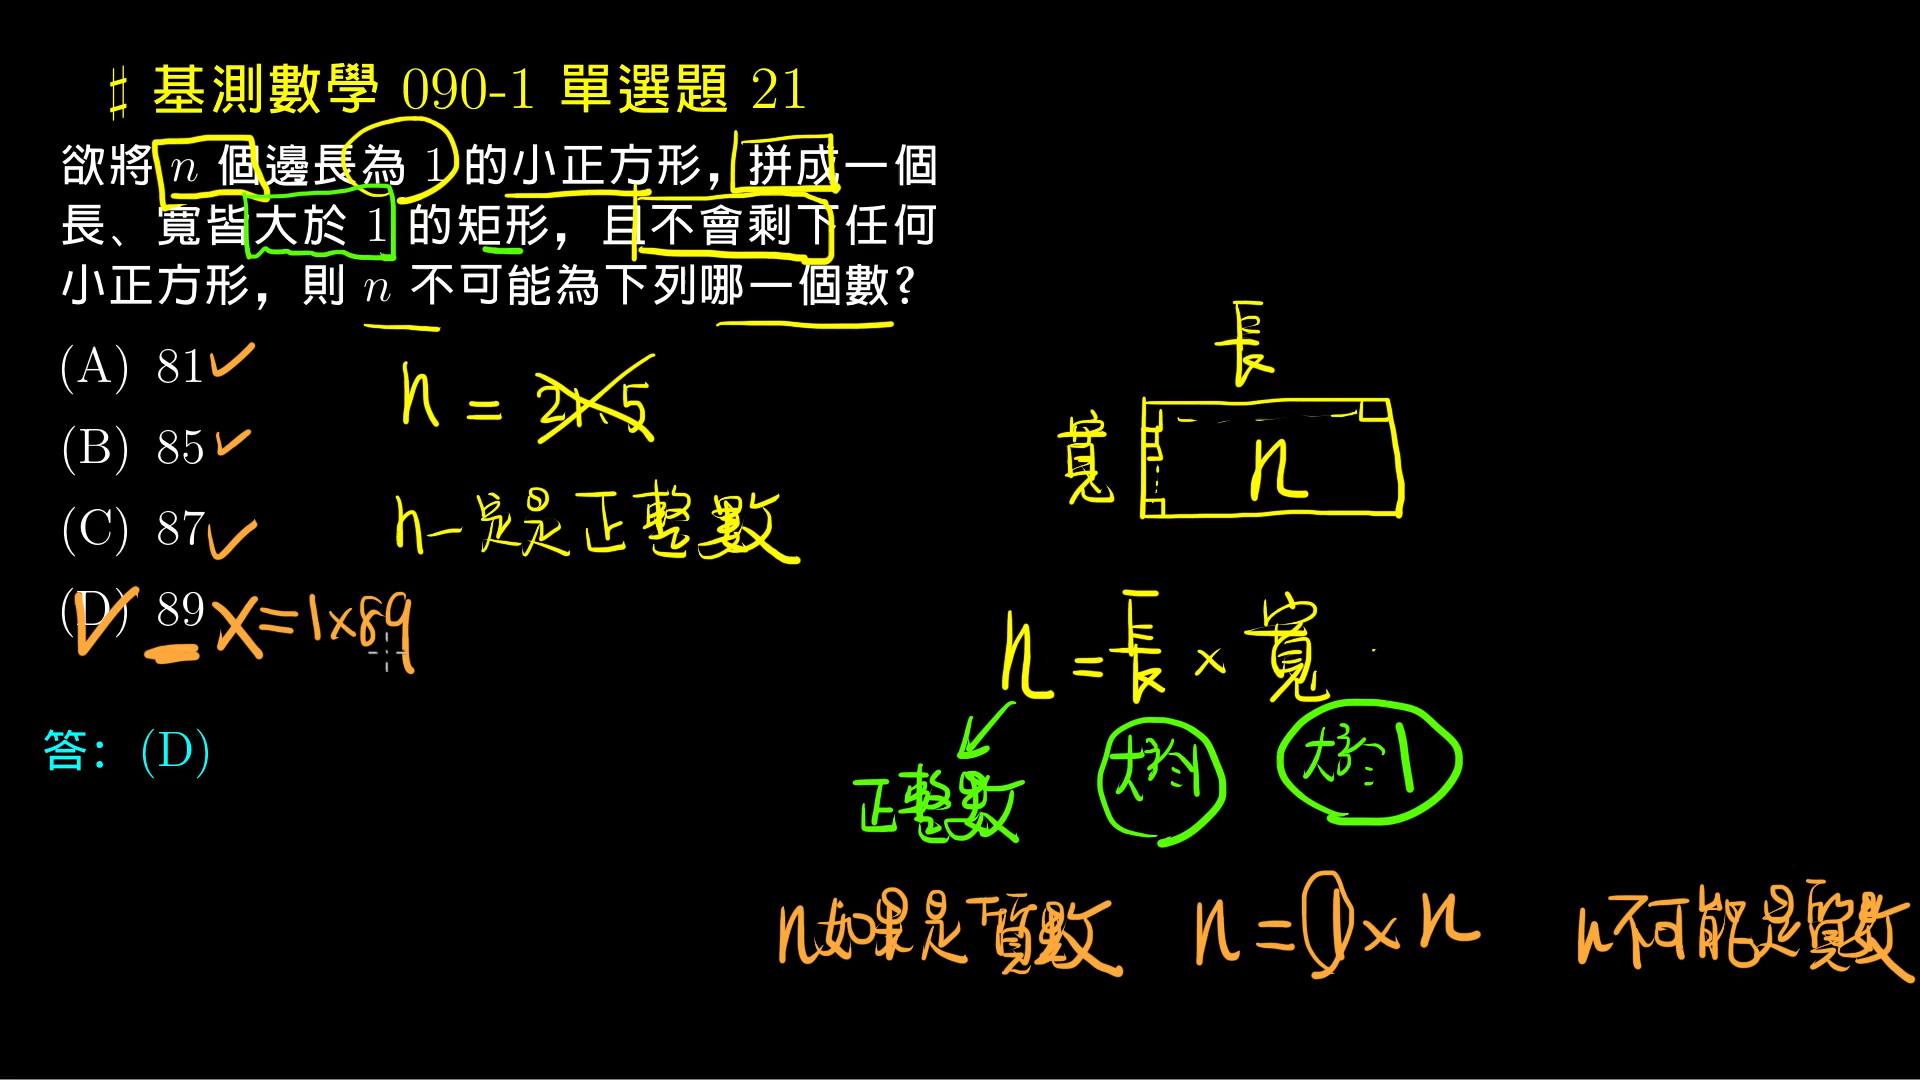 ♯ 基測數學 090-1 單選題 21
欲將 n 個邊長為 1 的小正方形，拼成一個
長、寬皆大於 1 的矩形，且不會剩下任何
小正方形，則 n 不可能為下列哪一個數？
(A) 81
(B) 85
(C) 87
(D) 89 X=1×89
答：(D)
n =
n一定是正整數
長
寬
n
n = 長 × 寬
正整數 大於1 大於1
n如果是質數 n = 1 × n n不可能是質數